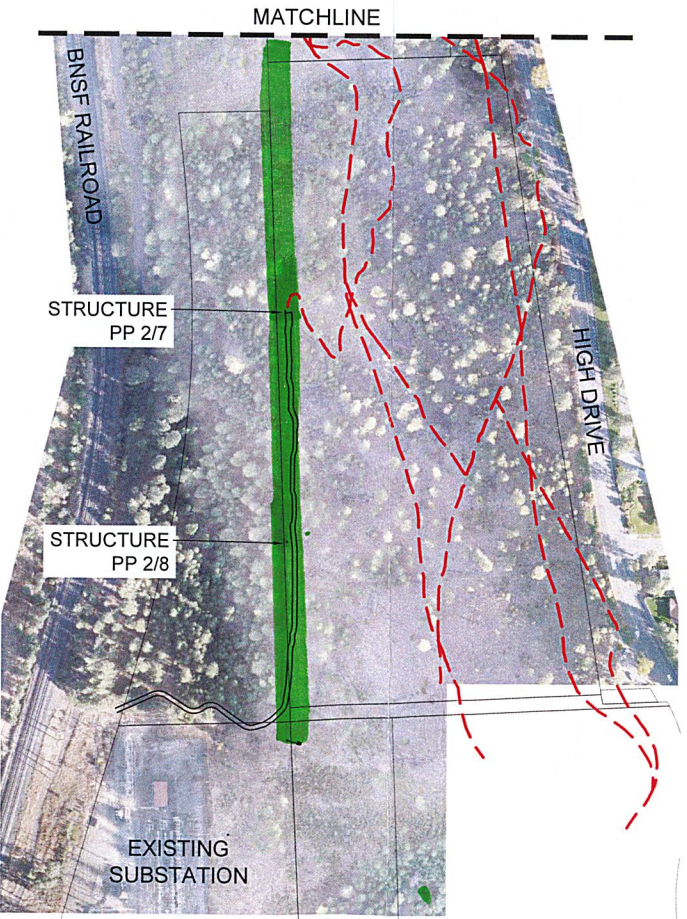 MATCHLINE
BNSF RAILROAD
STRUCTURE
PP 2/7
HIGH DRIVE
STRUCTURE
PP 2/8
EXISTING
SUBSTATION